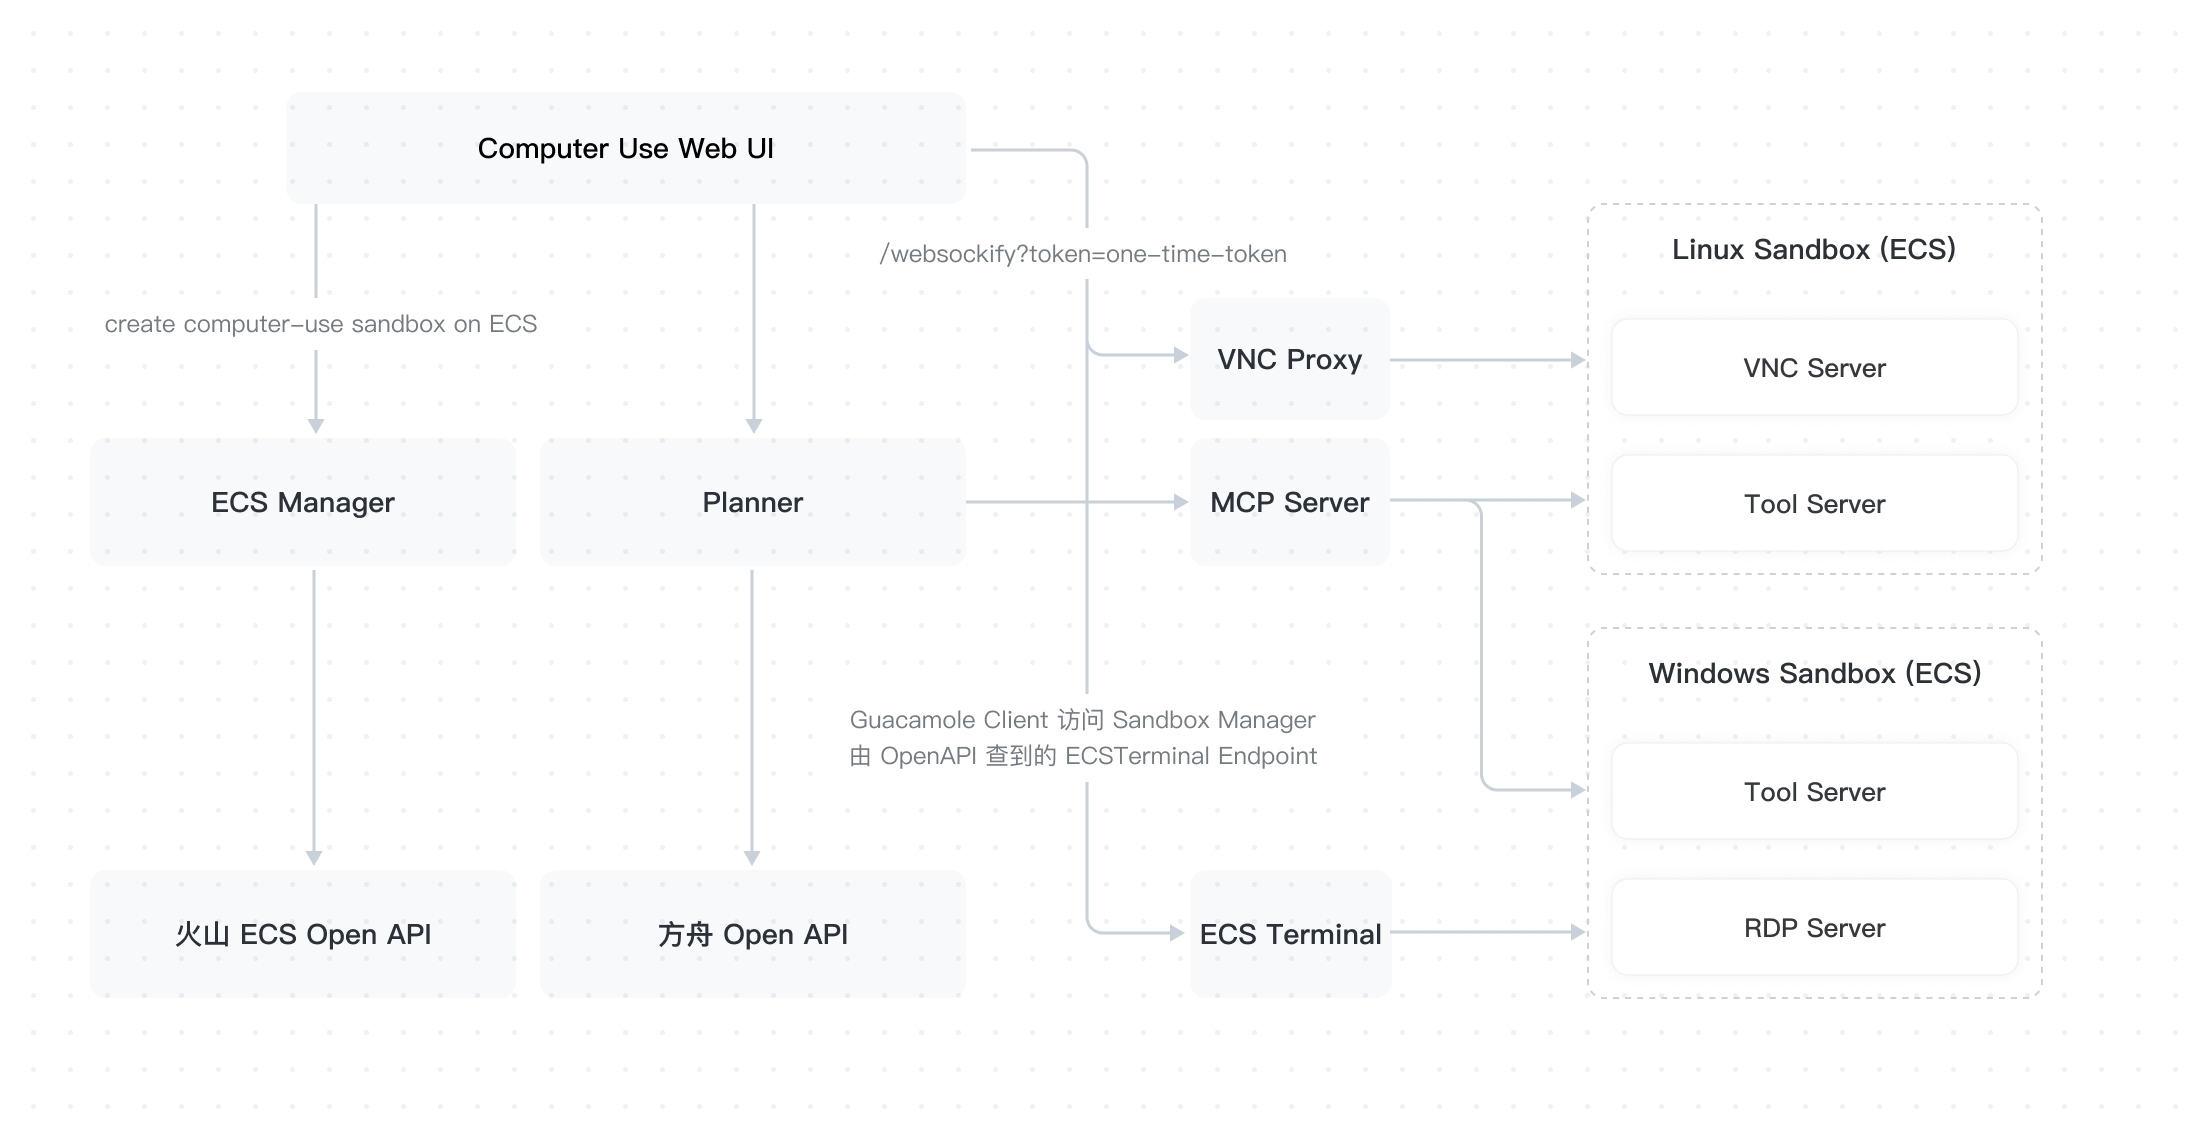 Computer Use Web UI
/websockify?token=one-time-token
create computer-use sandbox on ECS
VNC Proxy
ECS Manager
Planner
MCP Server
Guacamole Client 访问 Sandbox Manager
由 OpenAPI 查到的 ECSTerminal Endpoint
火山 ECS Open API
方舟 Open API
ECS Terminal
Linux Sandbox (ECS)
VNC Server
Tool Server
Windows Sandbox (ECS)
Tool Server
RDP Server